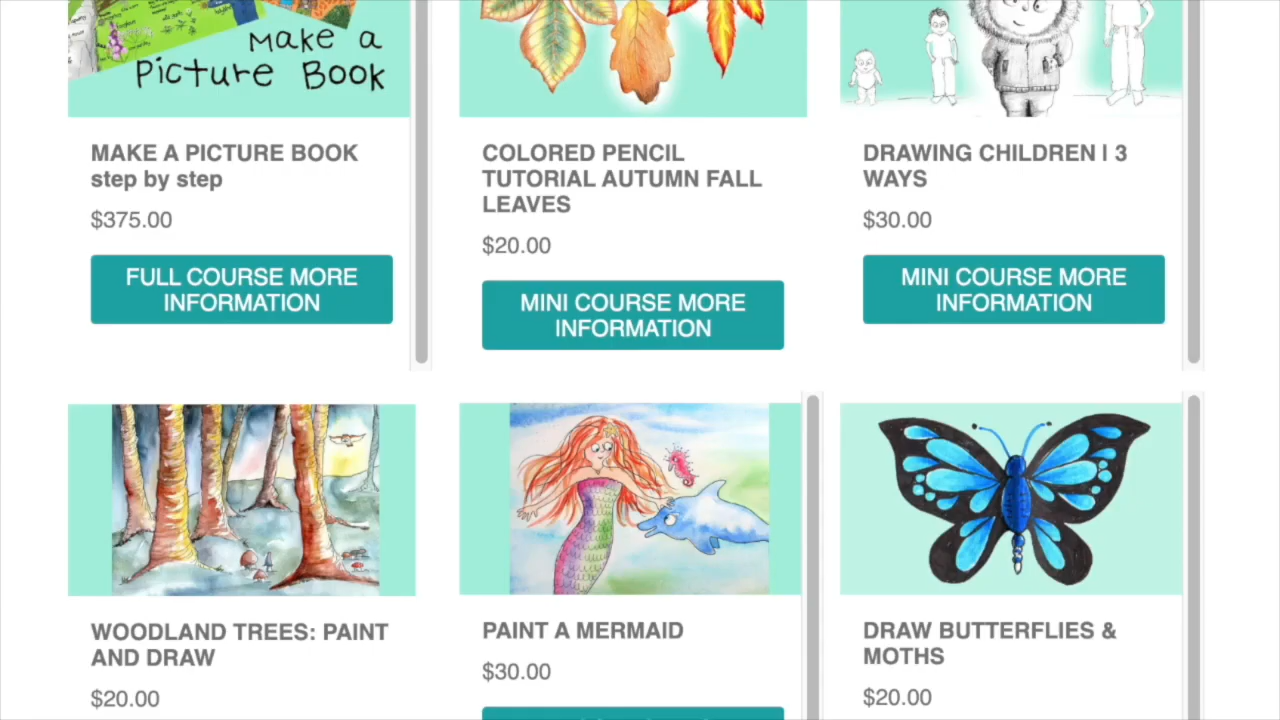 Make a
Picture Book
MAKE A PICTURE BOOK
step by step
$375.00
FULL COURSE MORE
INFORMATION
COLORED PENCIL
TUTORIAL AUTUMN FALL
LEAVES
$20.00
MINI COURSE MORE
INFORMATION
DRAWING CHILDREN | 3
WAYS
$30.00
MINI COURSE MORE
INFORMATION
WOODLAND TREES: PAINT
AND DRAW
$20.00
PAINT A MERMAID
$30.00
DRAW BUTTERFLIES &
MOTHS
$20.00